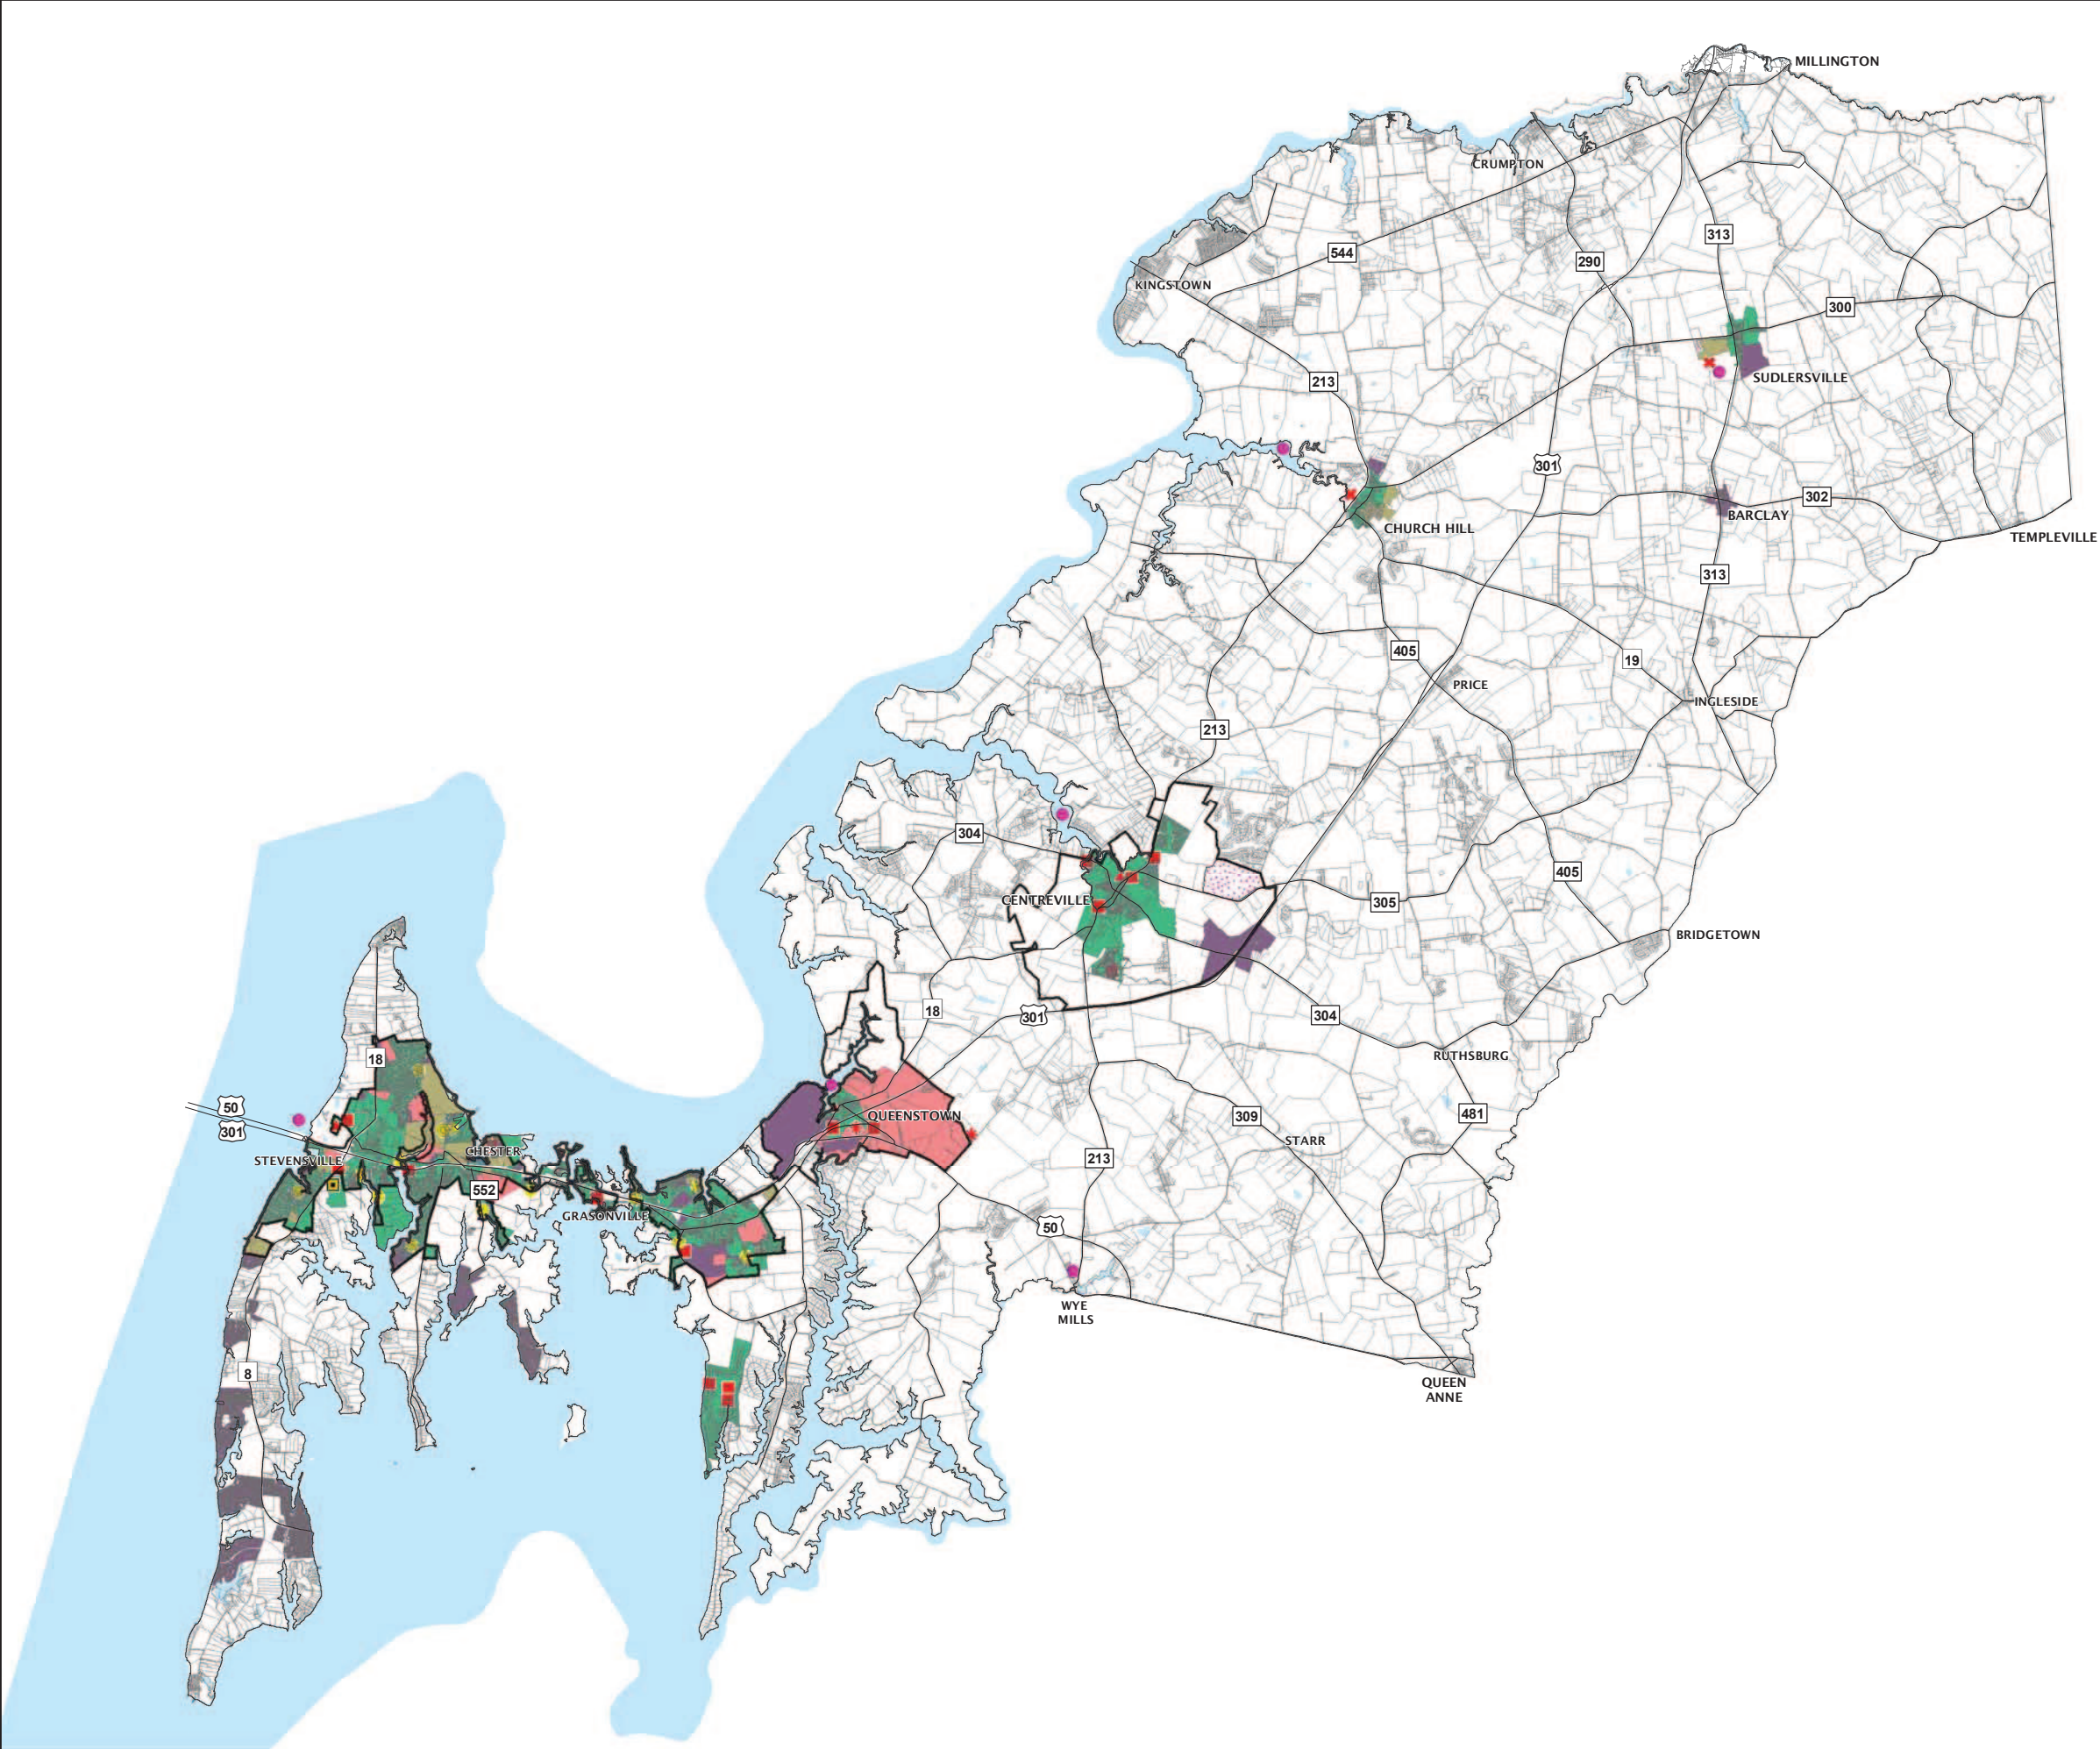 MILLINGTON
CRUMPTON
313
544
290
KINGSTOWN
300
213
SUDLERSVILLE
301
302
BARCLAY
CHURCH HILL
TEMPLEVILLE
313
405
19
PRICE
INGLESIDE
213
304
405
CENTREVILLE
305
BRIDGETOWN
18
301
304
18
RUTHSBURG
50
301
QUEENSTOWN
309
481
STARR
CHESTER
STEVENSVILLE
213
552
GRASONVILLE
50
WYE
MILLS
8
QUEEN
ANNE